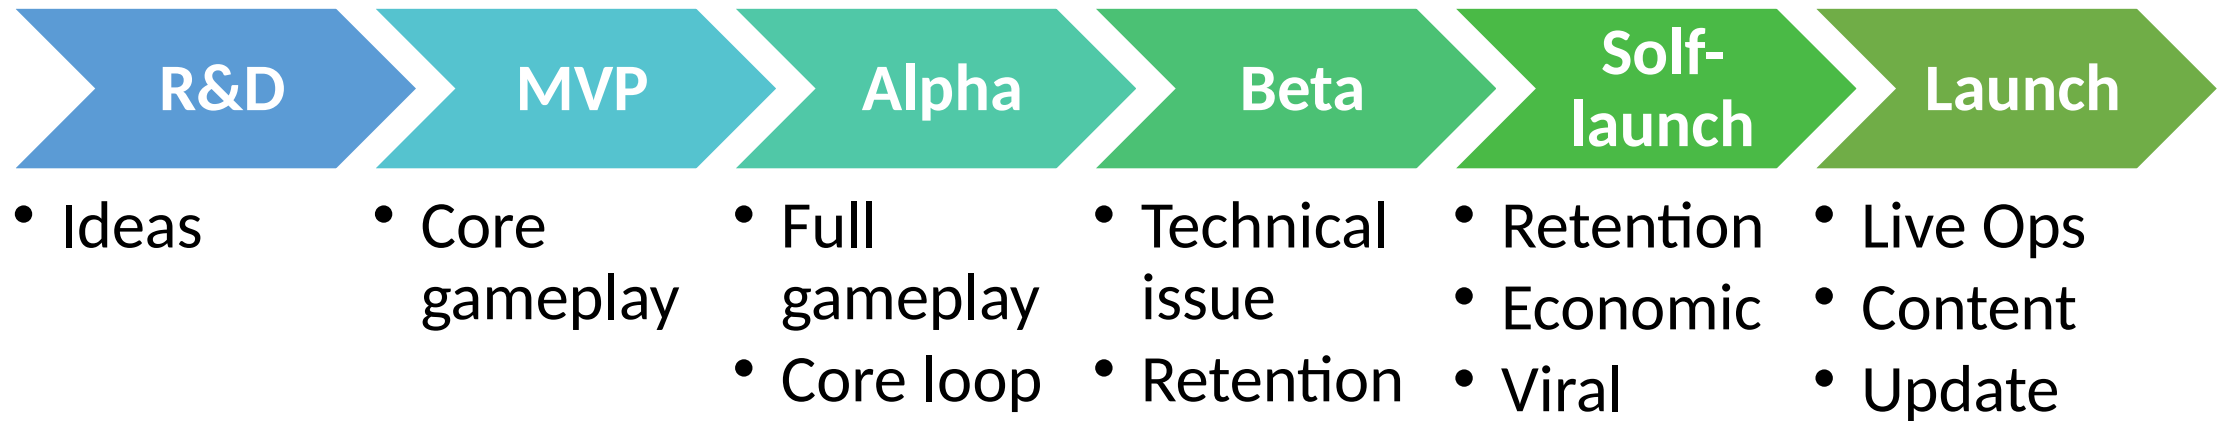 R&D
MVP
Alpha
Beta
Solf-
launch
Launch
• Ideas
• Core
gameplay
• Full
gameplay
• Core loop
• Technical
issue
• Retention
• Retention
• Economic
• Viral
• Live Ops
• Content
• Update